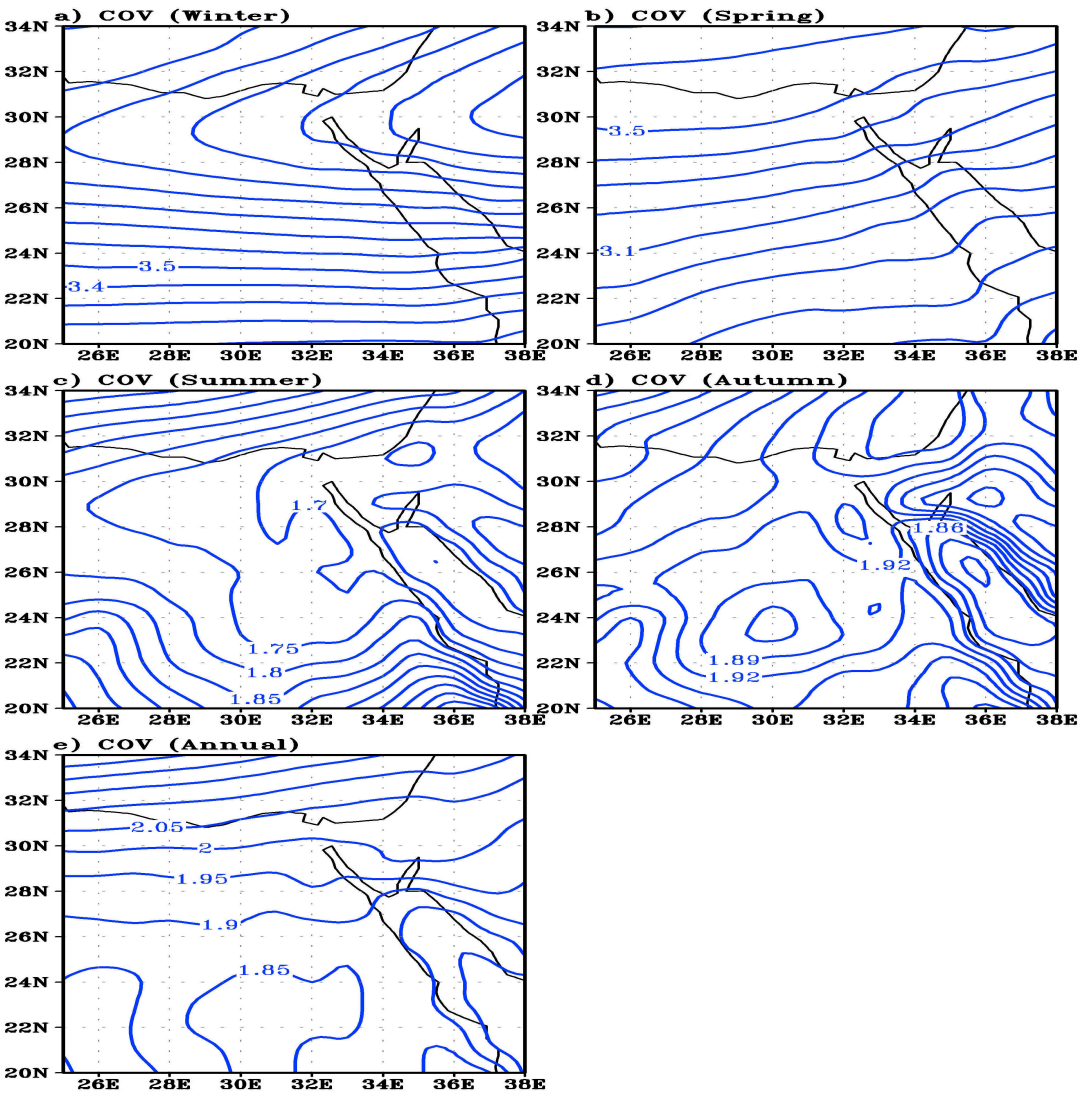 a) COV (Winter)
34N
32N
30N
28N
26N
24N
22N
20N
3.5
3.4
26E 28E 30E 32E 34E 36E 38E
b) COV (Spring)
34N
32N
30N
28N
26N
24N
22N
20N
3.5
3.1
26E 28E 30E 32E 34E 36E 38E
c) COV (Summer)
34N
32N
30N
28N
26N
24N
22N
20N
1.7
1.75
1.8
1.85
26E 28E 30E 32E 34E 36E 38E
d) COV (Autumn)
34N
32N
30N
28N
26N
24N
22N
20N
1.86
1.92
1.89
1.92
26E 28E 30E 32E 34E 36E 38E
e) COV (Annual)
34N
32N
30N
28N
26N
24N
22N
20N
2.05
2
1.95
1.9
1.85
26E 28E 30E 32E 34E 36E 38E